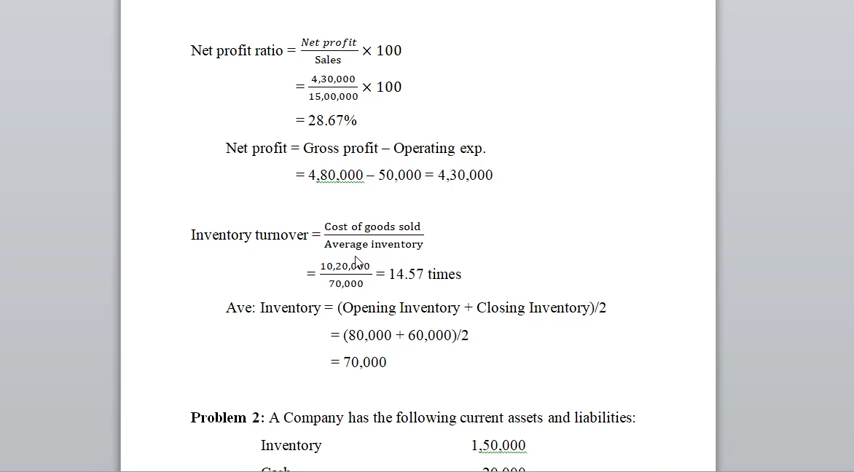 Net profit ratio = Net profit / Sales × 100
= 4,30,000 / 15,00,000 × 100
= 28.67%
Net profit = Gross profit – Operating exp.
= 4,80,000 – 50,000 = 4,30,000
Inventory turnover = Cost of goods sold / Average inventory
= 10,20,000 / 70,000 = 14.57 times
Ave: Inventory = (Opening Inventory + Closing Inventory)/2
= (80,000 + 60,000)/2
= 70,000
Problem 2: A Company has the following current assets and liabilities:
Inventory 1,50,000